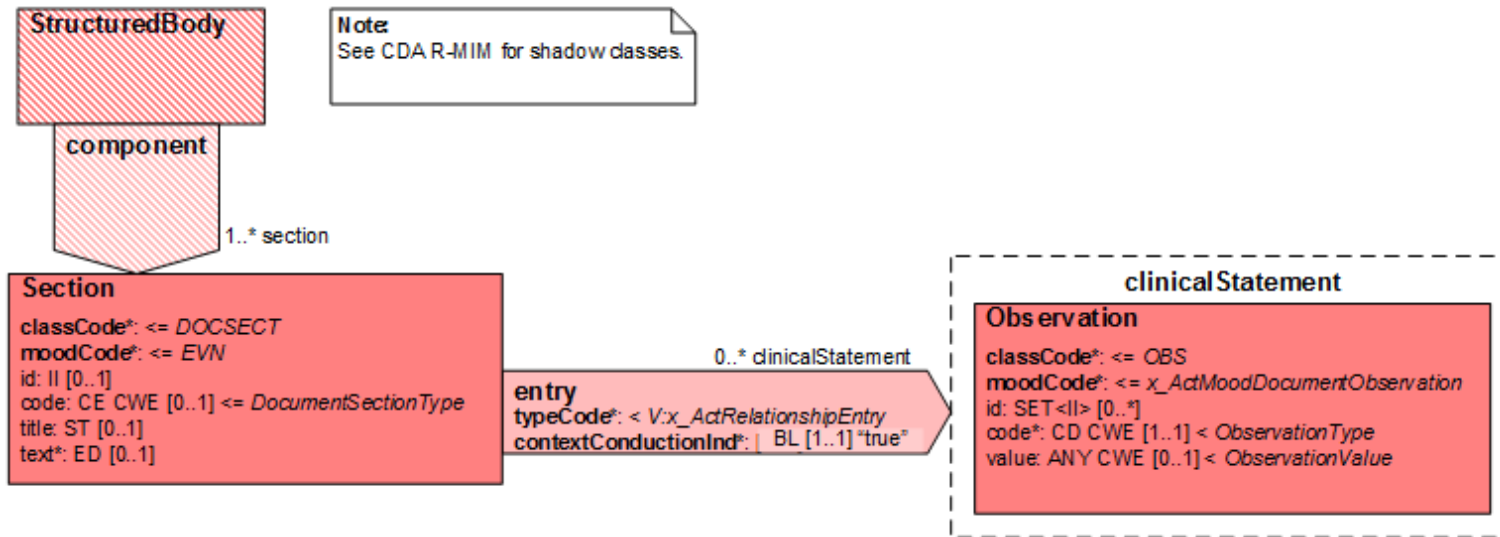 StructuredBody
Note:
See CDA R-MIM for shadow classes.
component
1..* section
Section
classCode*: <= DOCSECT
moodCode*: <= EVN
id: II [0..1]
code: CE CWE [0..1] <= DocumentSectionType
title: ST [0..1]
text*: ED [0..1]
0..* clinicalStatement
entry
typeCode*: < V:x_ActRelationshipEntry
contextConductionInd*: [ BL [1..1] “true”
clinicalStatement
Observation
classCode*: <= OBS
moodCode*: <= x_ActMoodDocumentObservation
id: SET<II> [0..*]
code*: CD CWE [1..1] < ObservationType
value: ANY CWE [0..1] < ObservationValue